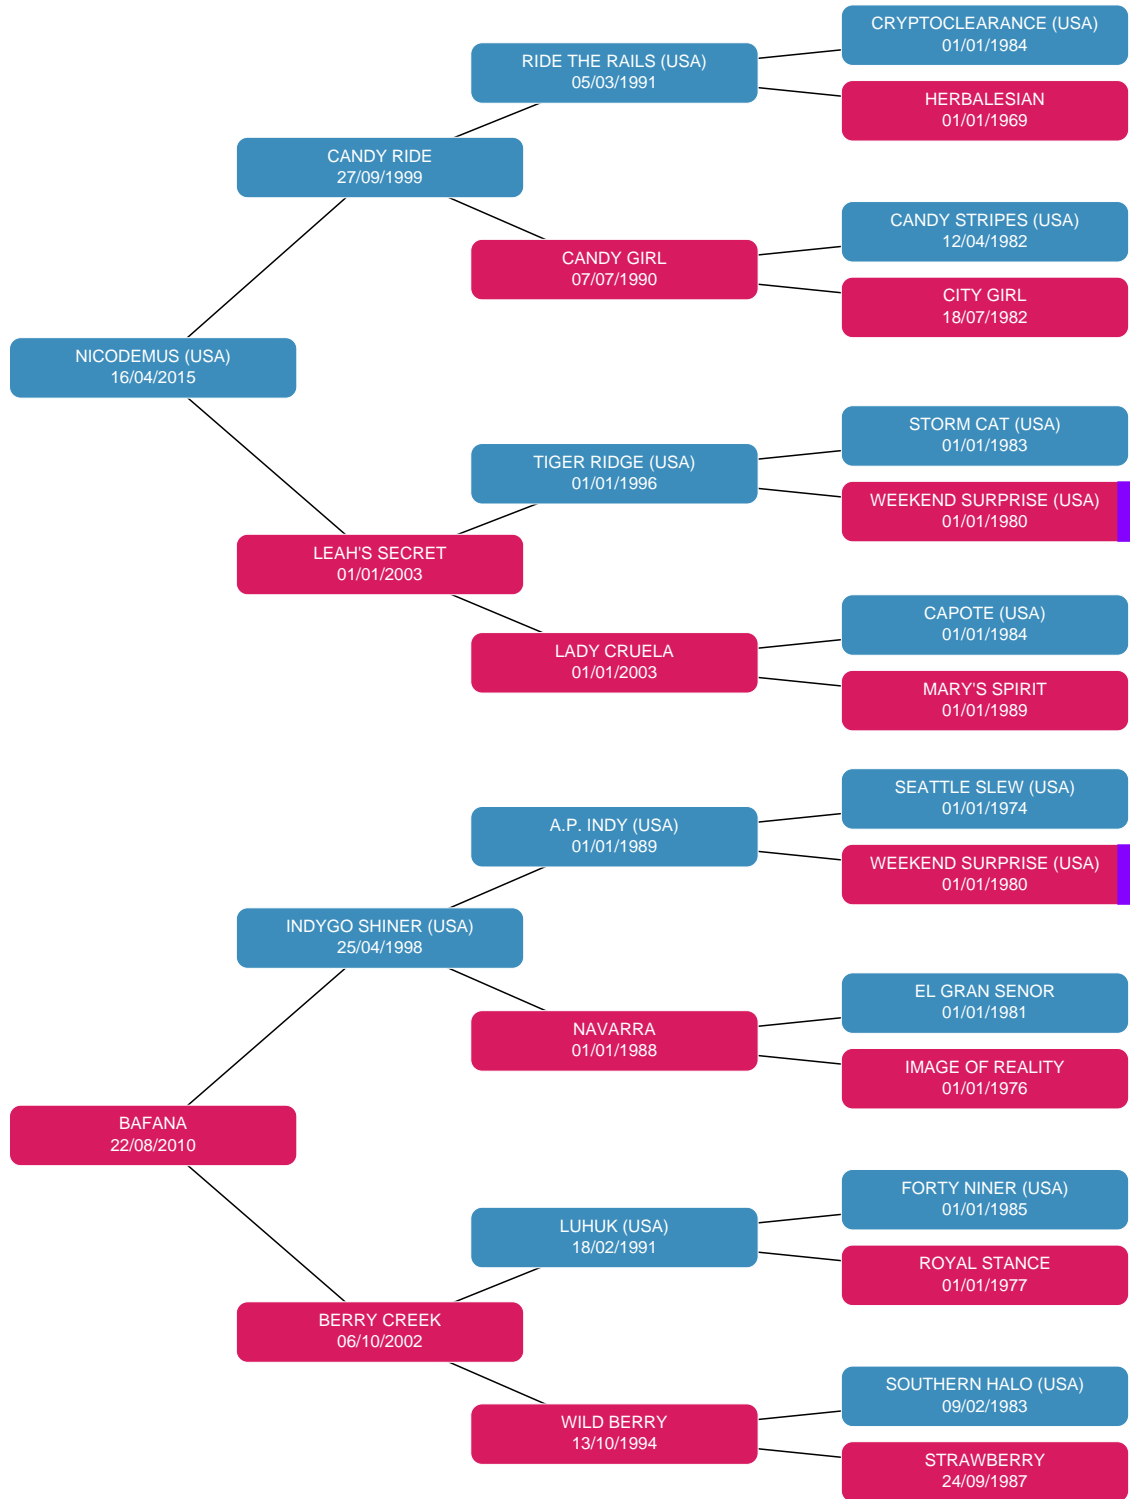 CRYPTOCLEARANCE (USA)
01/01/1984
RIDE THE RAILS (USA)
05/03/1991
HERBALESIAN
01/01/1969
CANDY RIDE
27/09/1999
CANDY STRIPES (USA)
12/04/1982
CANDY GIRL
07/07/1990
CITY GIRL
18/07/1982
NICODEMUS (USA)
16/04/2015
STORM CAT (USA)
01/01/1983
TIGER RIDGE (USA)
01/01/1996
WEEKEND SURPRISE (USA)
01/01/1980
LEAH'S SECRET
01/01/2003
CAPOTE (USA)
01/01/1984
LADY CRUELA
01/01/2003
MARY'S SPIRIT
01/01/1989
SEATTLE SLEW (USA)
01/01/1974
A.P. INDY (USA)
01/01/1989
WEEKEND SURPRISE (USA)
01/01/1980
INDYGO SHINER (USA)
25/04/1998
EL GRAN SENOR
01/01/1981
NAVARRA
01/01/1988
IMAGE OF REALITY
01/01/1976
BAFANA
22/08/2010
FORTY NINER (USA)
01/01/1985
LUHUK (USA)
18/02/1991
ROYAL STANCE
01/01/1977
BERRY CREEK
06/10/2002
SOUTHERN HALO (USA)
09/02/1983
WILD BERRY
13/10/1994
STRAWBERRY
24/09/1987